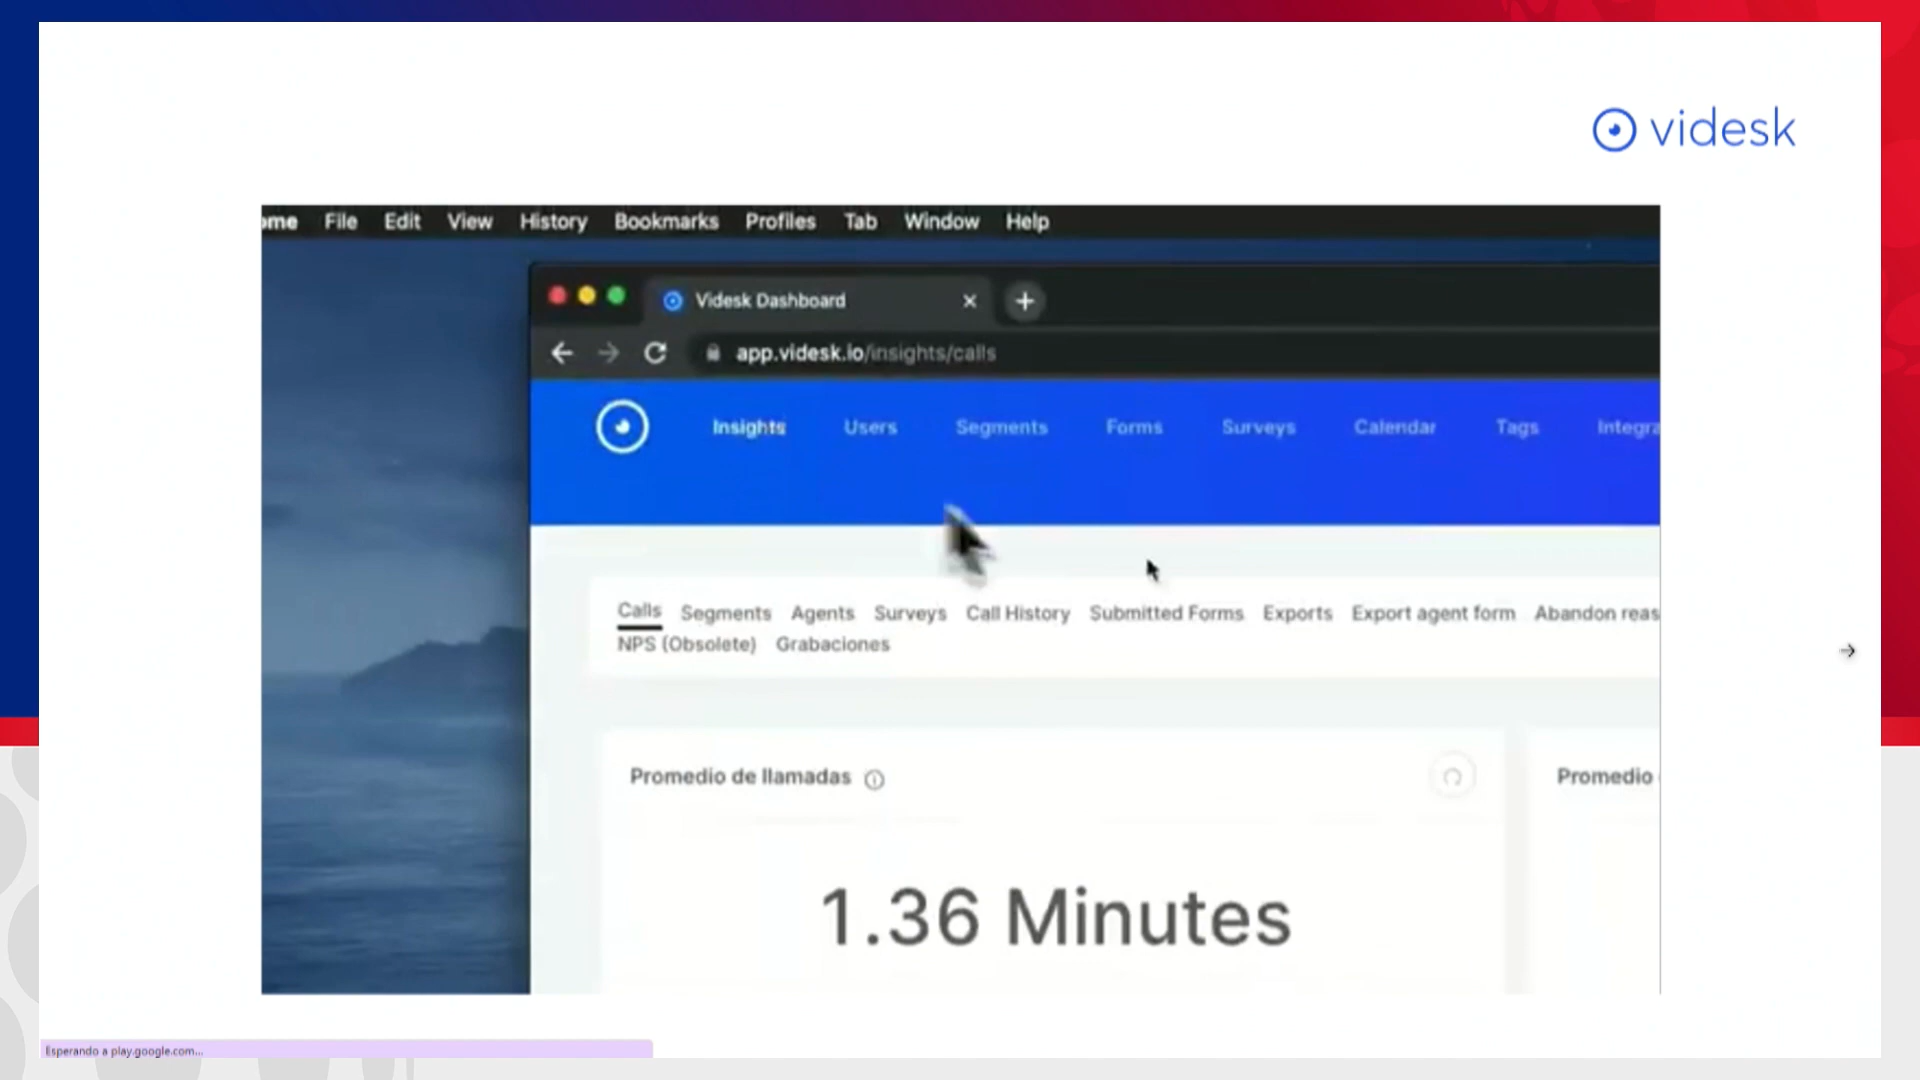 videsk
ome File Edit View History Bookmarks Profiles Tab Window Help
Videsk Dashboard
app.videsk.io/insights/calls
Insights Users Segments Forms Surveys Calendar Tags Integra
Calls Segments Agents Surveys Call History Submitted Forms Exports Export agent form Abandon reas
NPS (Obsolete) Grabaciones
Promedio de llamadas
Promedio
1.36 Minutes
Esperando a play.google.com...